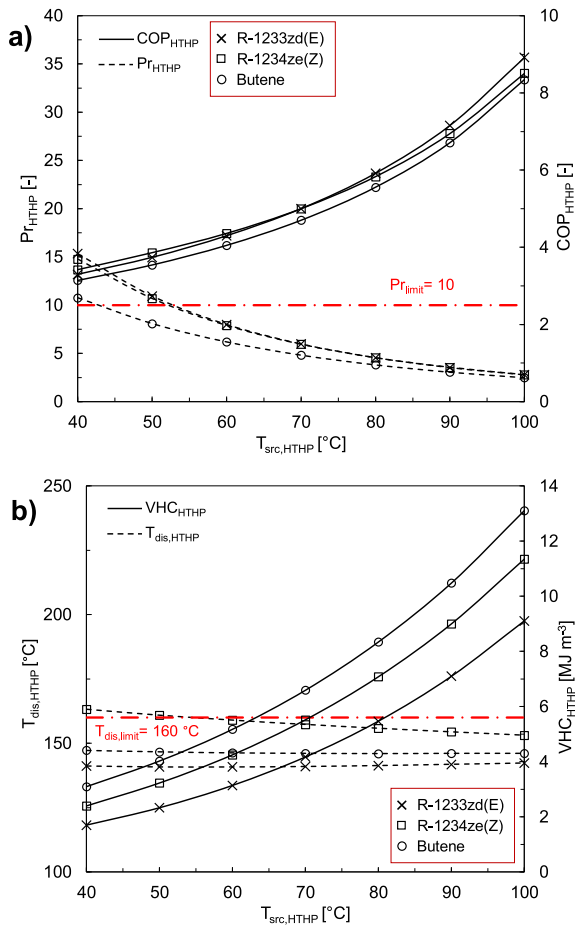 a)
COP_HTHP
Pr_HTHP
R-1233zd(E)
R-1234ze(Z)
Butene
40
35
30
25
20
15
10
5
0
Pr_HTHP [-]
10
8
6
4
2
0
COP_HTHP [-]
Pr_limit= 10
40 50 60 70 80 90 100
T_src,HTHP [°C]
b)
VHC_HTHP
T_dis,HTHP
250
200
150
100
T_dis,HTHP [°C]
14
12
10
8
6
4
2
0
VHC_HTHP [MJ m-3]
T_dis,limit= 160 °C
R-1233zd(E)
R-1234ze(Z)
Butene
40 50 60 70 80 90 100
T_src,HTHP [°C]